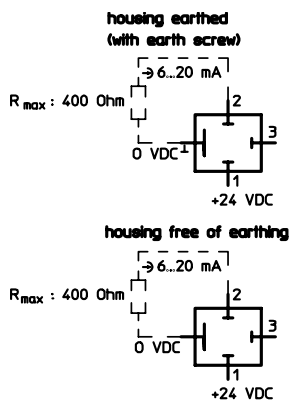 housing earthed
(with earth screw)
6...20 mA
R max : 400 Ohm
2
3
0 VDC
1
+24 VDC
housing free of earthing
6...20 mA
R max : 400 Ohm
2
3
0 VDC
1
+24 VDC